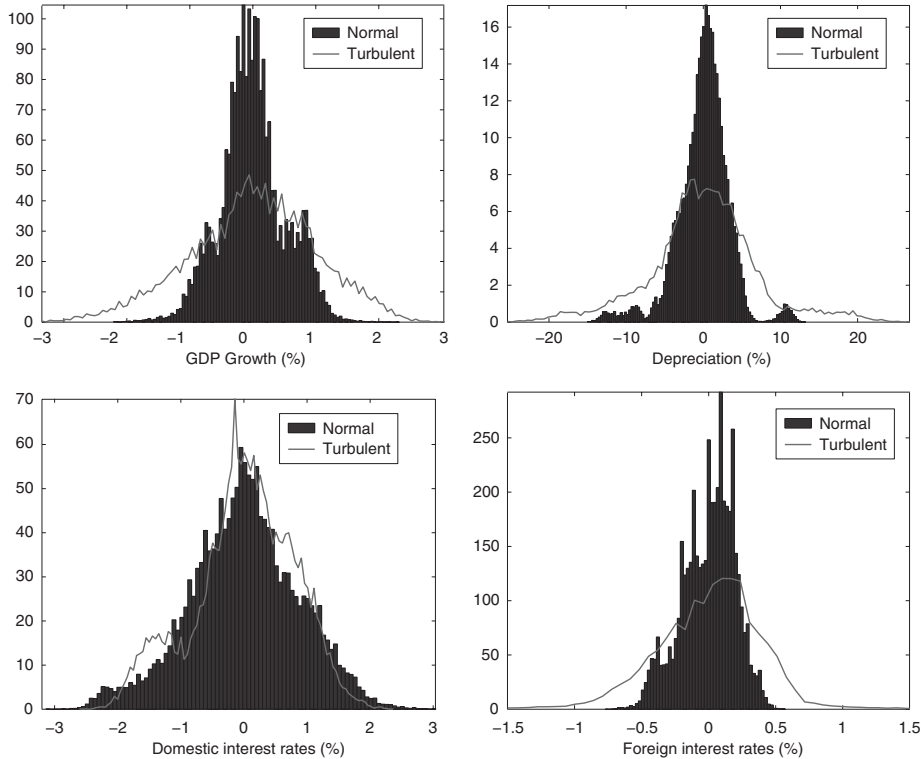 100
90
80
70
60
50
40
30
20
10
0
−3 −2 −1 0 1 2 3
GDP Growth (%)
Normal
Turbulent
16
14
12
10
8
6
4
2
0
−20 −10 0 10 20
Depreciation (%)
Normal
Turbulent
70
60
50
40
30
20
10
0
−3 −2 −1 0 1 2 3
Domestic interest rates (%)
Normal
Turbulent
250
200
150
100
50
0
−1.5 −1 −0.5 0 0.5 1 1.5
Foreign interest rates (%)
Normal
Turbulent